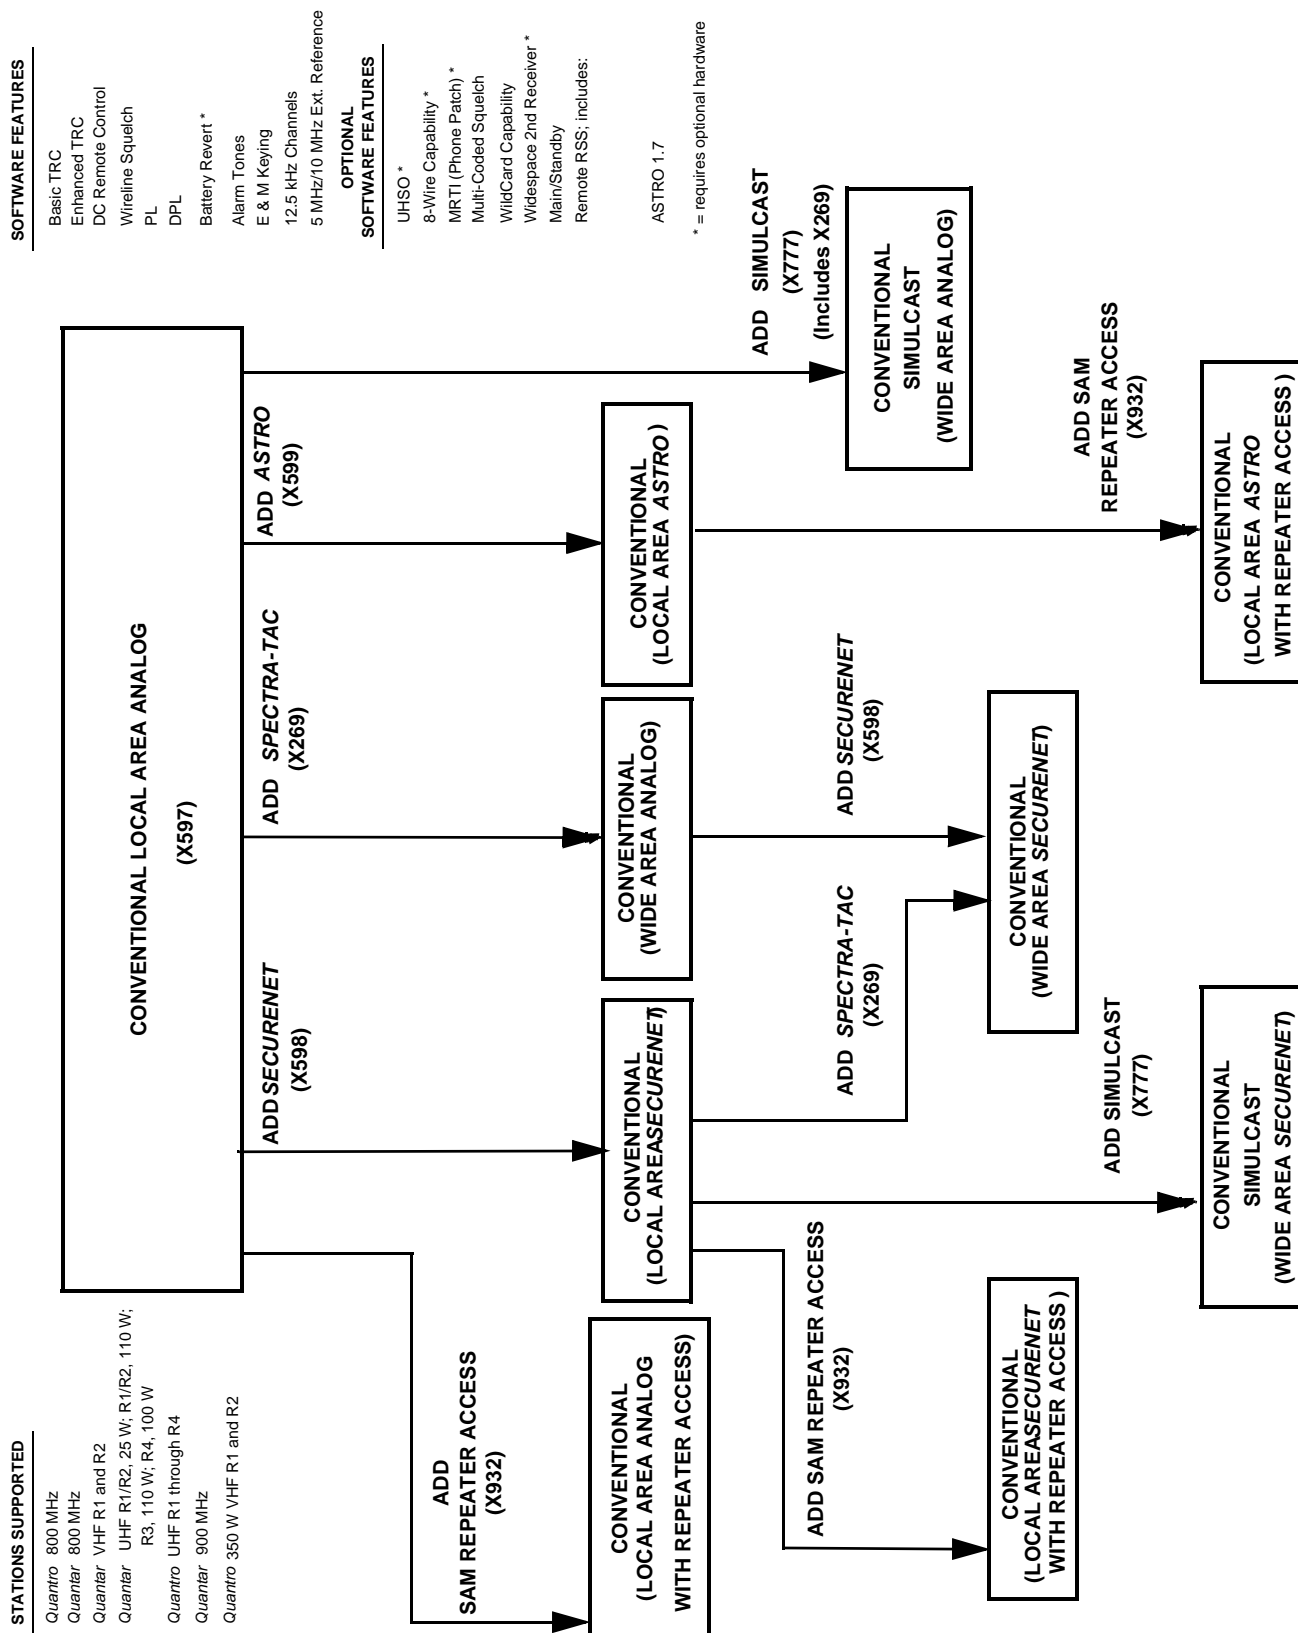 STATIONS SUPPORTED
Quantro 800 MHz
Quantar 800 MHz
Quantar VHF R1 and R2
Quantar UHF R1/R2, 25 W; R1/R2, 110 W;
R3, 110 W; R4, 100 W
Quantro UHF R1 through R4
Quantar 900 MHz
Quantro 350 W VHF R1 and R2
CONVENTIONAL LOCAL AREA ANALOG
(X597)
SOFTWARE FEATURES
Basic TRC
Enhanced TRC
DC Remote Control
Wireline Squelch
PL
DPL
Battery Revert *
Alarm Tones
E & M Keying
12.5 kHz Channels
5 MHz/10 MHz Ext. Reference
OPTIONAL
SOFTWARE FEATURES
UHSO *
8-Wire Capability *
MRTI (Phone Patch) *
Multi-Coded Squelch
WildCard Capability
Widespace 2nd Receiver *
Main/Standby
Remote RSS; includes:
ASTRO 1.7
* = requires optional hardware
ADD
SAM REPEATER ACCESS
(X932)
ADD SECURENET
(X598)
ADD SPECTRA-TAC
(X269)
ADD ASTRO
(X599)
ADD SIMULCAST
(X777)
(Includes X269)
CONVENTIONAL
(LOCAL AREA ANALOG
WITH REPEATER ACCESS)
CONVENTIONAL
(LOCAL AREASECURENET)
CONVENTIONAL
(WIDE AREA ANALOG)
CONVENTIONAL
(LOCAL AREA ASTRO )
CONVENTIONAL
SIMULCAST
(WIDE AREA ANALOG)
ADD SAM REPEATER ACCESS
(X932)
ADD SPECTRA-TAC
(X269)
ADD SECURENET
(X598)
ADD SIMULCAST
(X777)
ADD SAM
REPEATER ACCESS
(X932)
CONVENTIONAL
(LOCAL AREASECURENET
WITH REPEATER ACCESS )
CONVENTIONAL
(WIDE AREA SECURENET)
CONVENTIONAL
SIMULCAST
(WIDE AREA SECURENET)
CONVENTIONAL
(LOCAL AREA ASTRO
WITH REPEATER ACCESS )